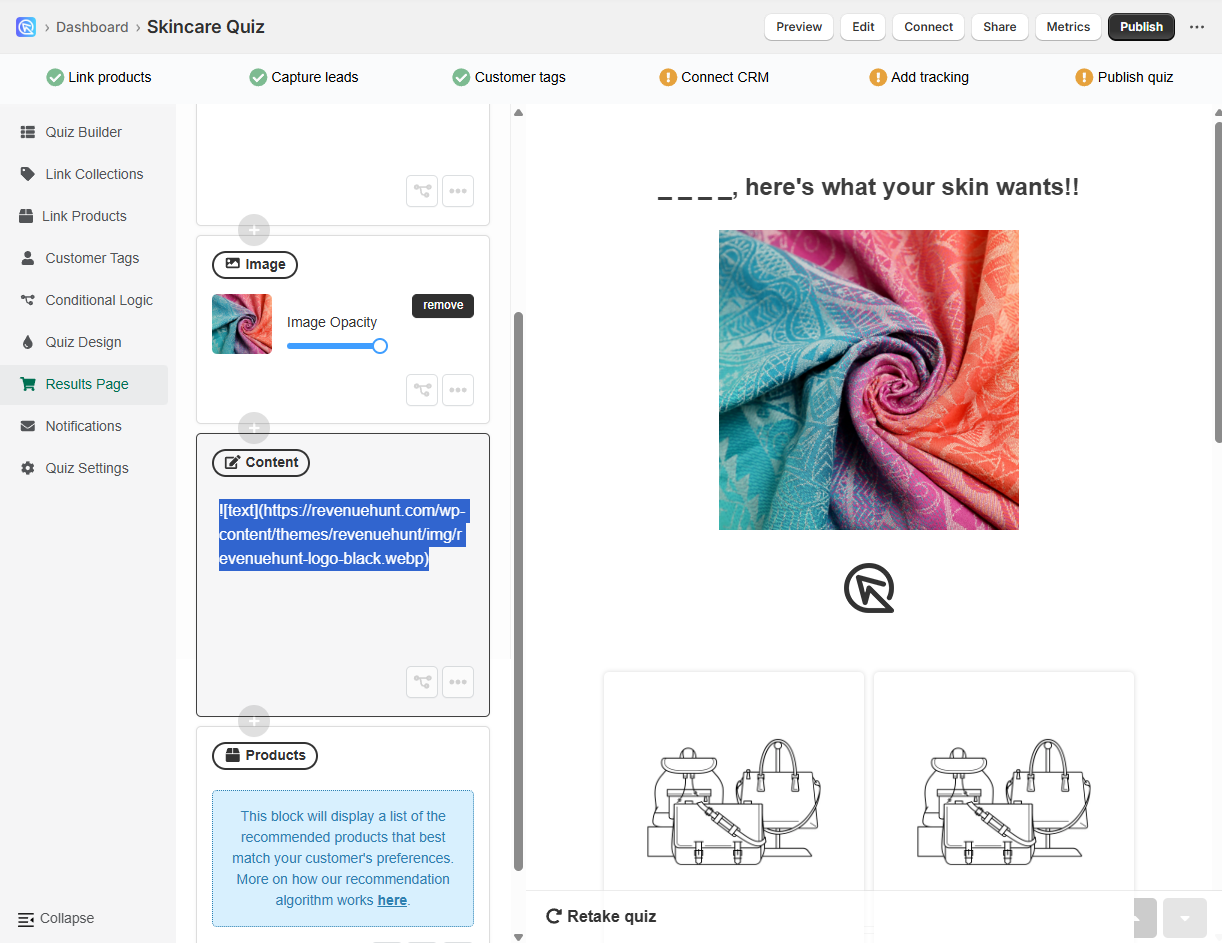 Dashboard
Skincare Quiz
Preview
Edit
Connect
Share
Metrics
Publish
Link products
Capture leads
Customer tags
Connect CRM
Add tracking
Publish quiz
Quiz Builder
Link Collections
Link Products
Customer Tags
Conditional Logic
Quiz Design
Results Page
Notifications
Quiz Settings
Collapse
Image
Image Opacity
remove
Content
![text](https://revenuehunt.com/wp-
content/themes/revenuehunt/img/r
evenuehunt-logo-black.webp)
Products
This block will display a list of the
recommended products that best
match your customer's preferences.
More on how our recommendation
algorithm works here.
_ _ _ _, here's what your skin wants!!
Retake quiz